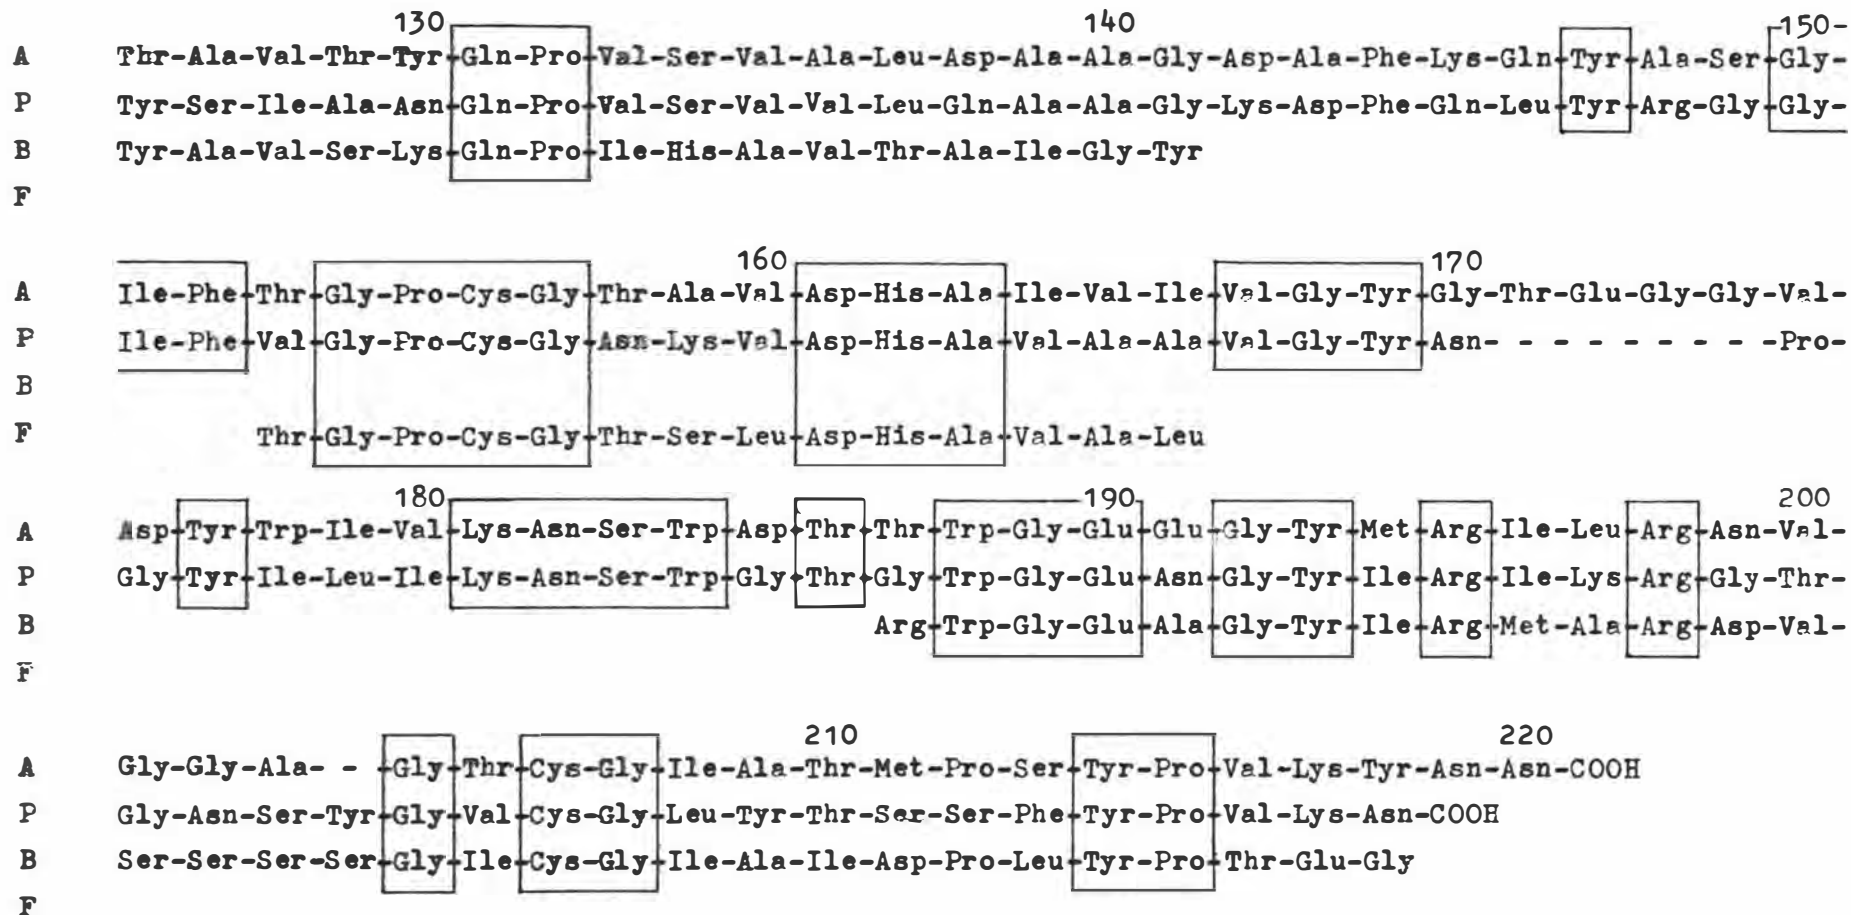 130 140 150-
A Thr-Ala-Val-Thr-Tyr-Gln-Pro-Val-Ser-Val-Ala-Leu-Asp-Ala-Ala-Gly-Asp-Ala-Phe-Lys-Gln-Tyr-Ala-Ser-Gly-
P Tyr-Ser-Ile-Ala-Asn-Gln-Pro-Val-Ser-Val-Val-Leu-Gln-Ala-Ala-Gly-Lys-Asp-Phe-Gln-Leu-Tyr-Arg-Gly-Gly-
B Tyr-Ala-Val-Ser-Lys-Gln-Pro-Ile-His-Ala-Val-Thr-Ala-Ile-Gly-Tyr
F
160 170
A Ile-Phe-Thr-Gly-Pro-Cys-Gly-Thr-Ala-Val-Asp-His-Ala-Ile-Val-Ile-Val-Gly-Tyr-Gly-Thr-Glu-Gly-Gly-Val-
P Ile-Phe-Val-Gly-Pro-Cys-Gly-Asn-Lys-Val-Asp-His-Ala-Val-Ala-Ala-Val-Gly-Tyr-Asn- - - - - - - - - -Pro-
B
F Thr-Gly-Pro-Cys-Gly-Thr-Ser-Leu-Asp-His-Ala-Val-Ala-Leu
180 190 200
A Asp-Tyr-Trp-Ile-Val-Lys-Asn-Ser-Trp-Asp-Thr-Thr-Trp-Gly-Glu-Glu-Gly-Tyr-Met-Arg-Ile-Leu-Arg-Asn-Val-
P Gly-Tyr-Ile-Leu-Ile-Lys-Asn-Ser-Trp-Gly-Thr-Gly-Trp-Gly-Glu-Asn-Gly-Tyr-Ile-Arg-Ile-Lys-Arg-Gly-Thr-
B Arg-Trp-Gly-Glu-Ala-Gly-Tyr-Ile-Arg-Met-Ala-Arg-Asp-Val-
F
210 220
A Gly-Gly-Ala- - -Gly-Thr-Cys-Gly-Ile-Ala-Thr-Met-Pro-Ser-Tyr-Pro-Val-Lys-Tyr-Asn-Asn-COOH
P Gly-Asn-Ser-Tyr-Gly-Val-Cys-Gly-Leu-Tyr-Thr-Ser-Ser-Phe-Tyr-Pro-Val-Lys-Asn-COOH
B Ser-Ser-Ser-Ser-Gly-Ile-Cys-Gly-Ile-Ala-Ile-Asp-Pro-Leu-Tyr-Pro-Thr-Glu-Gly
F